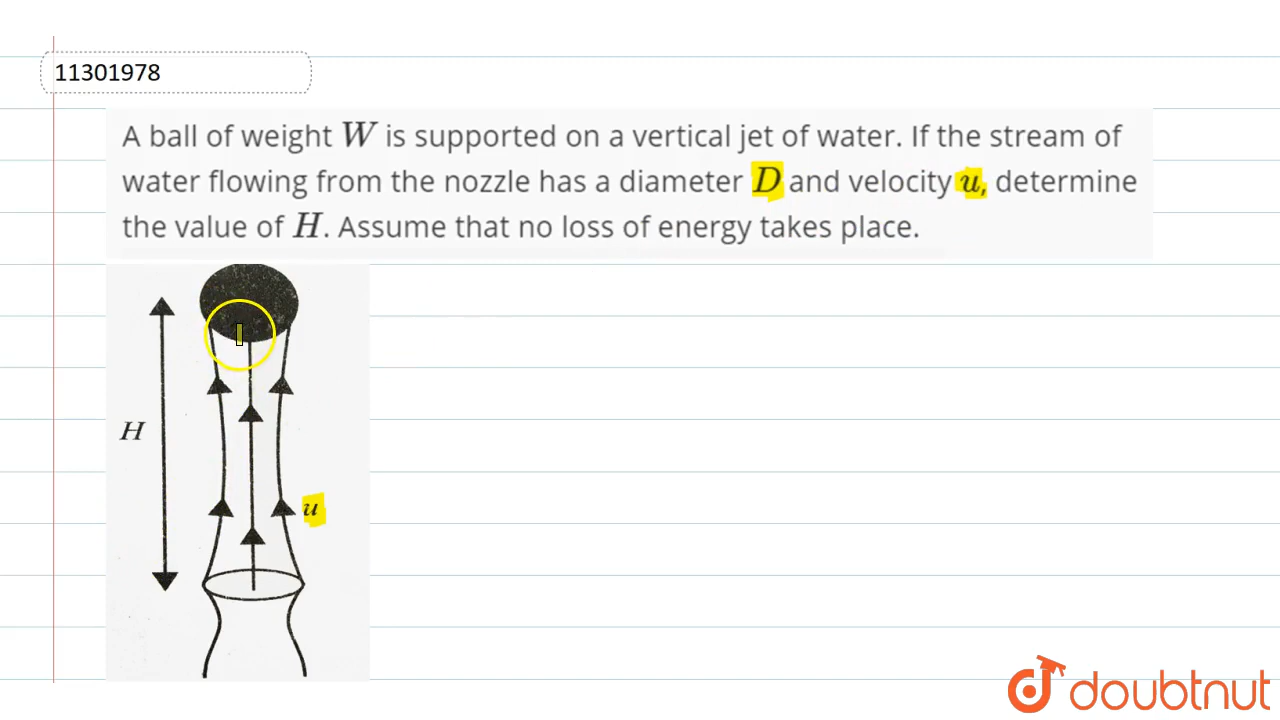 11301978
A ball of weight W is supported on a vertical jet of water. If the stream of
water flowing from the nozzle has a diameter D and velocity u, determine
the value of H. Assume that no loss of energy takes place.
H
u
doubtnut